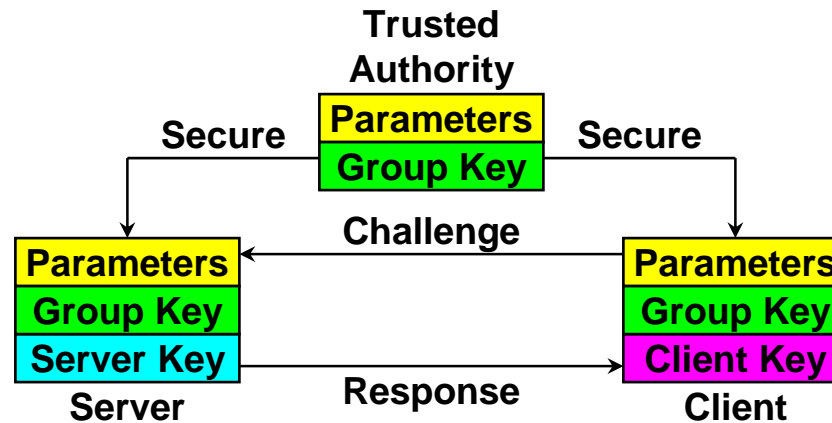 Trusted
Authority
Parameters
Group Key
Secure
Secure
Challenge
Parameters
Group Key
Server Key
Server
Parameters
Group Key
Client Key
Client
Response